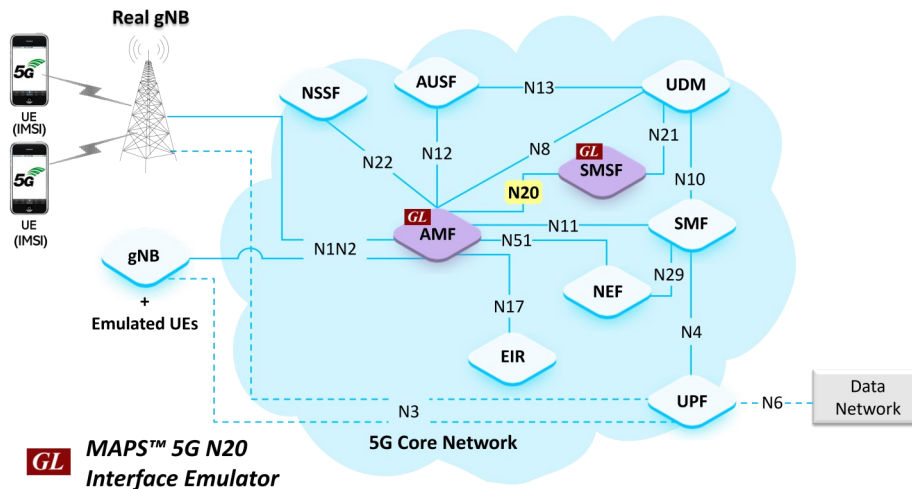 Real gNB
5G
UE
(IMSI)
5G
UE
(IMSI)
NSSF
AUSF
N13
UDM
N22
N12
N8
N21
GL
SMSF
N20
N10
GL
AMF
N11
SMF
N1N2
N51
gNB
+
Emulated UEs
N29
NEF
N17
EIR
N4
N3
UPF
N6
Data
Network
5G Core Network
GL
MAPS™ 5G N20
Interface Emulator